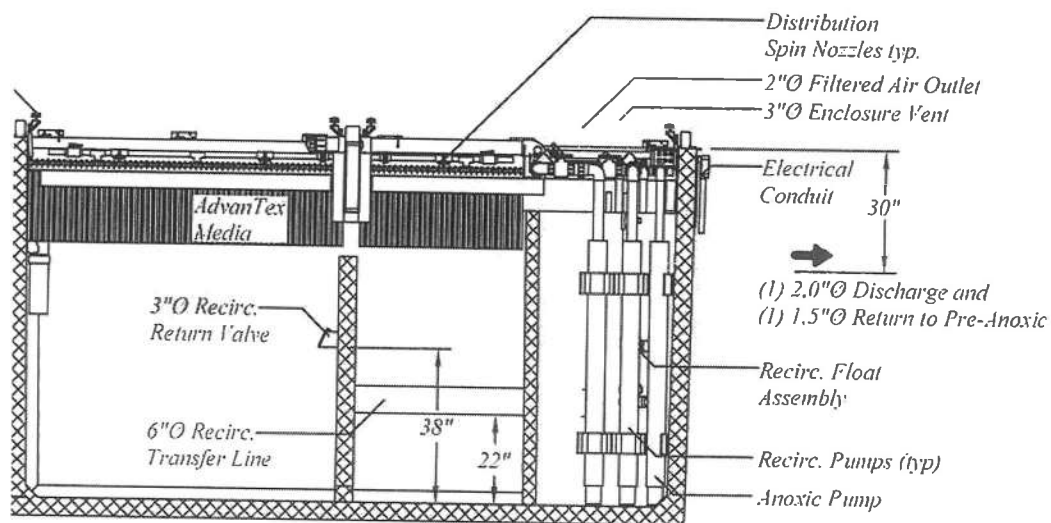 Distribution
Spin Nozzles typ.
2"Ø Filtered Air Outlet
3"Ø Enclosure Vent
Electrical
Conduit
30"
AdvanTex
Media
(1) 2.0"Ø Discharge and
(1) 1.5"Ø Return to Pre-Anoxic
3"Ø Recirc.
Return Valve
Recirc. Float
Assembly
38"
6"Ø Recirc.
Transfer Line
22"
Recirc. Pumps (typ)
Anoxic Pump